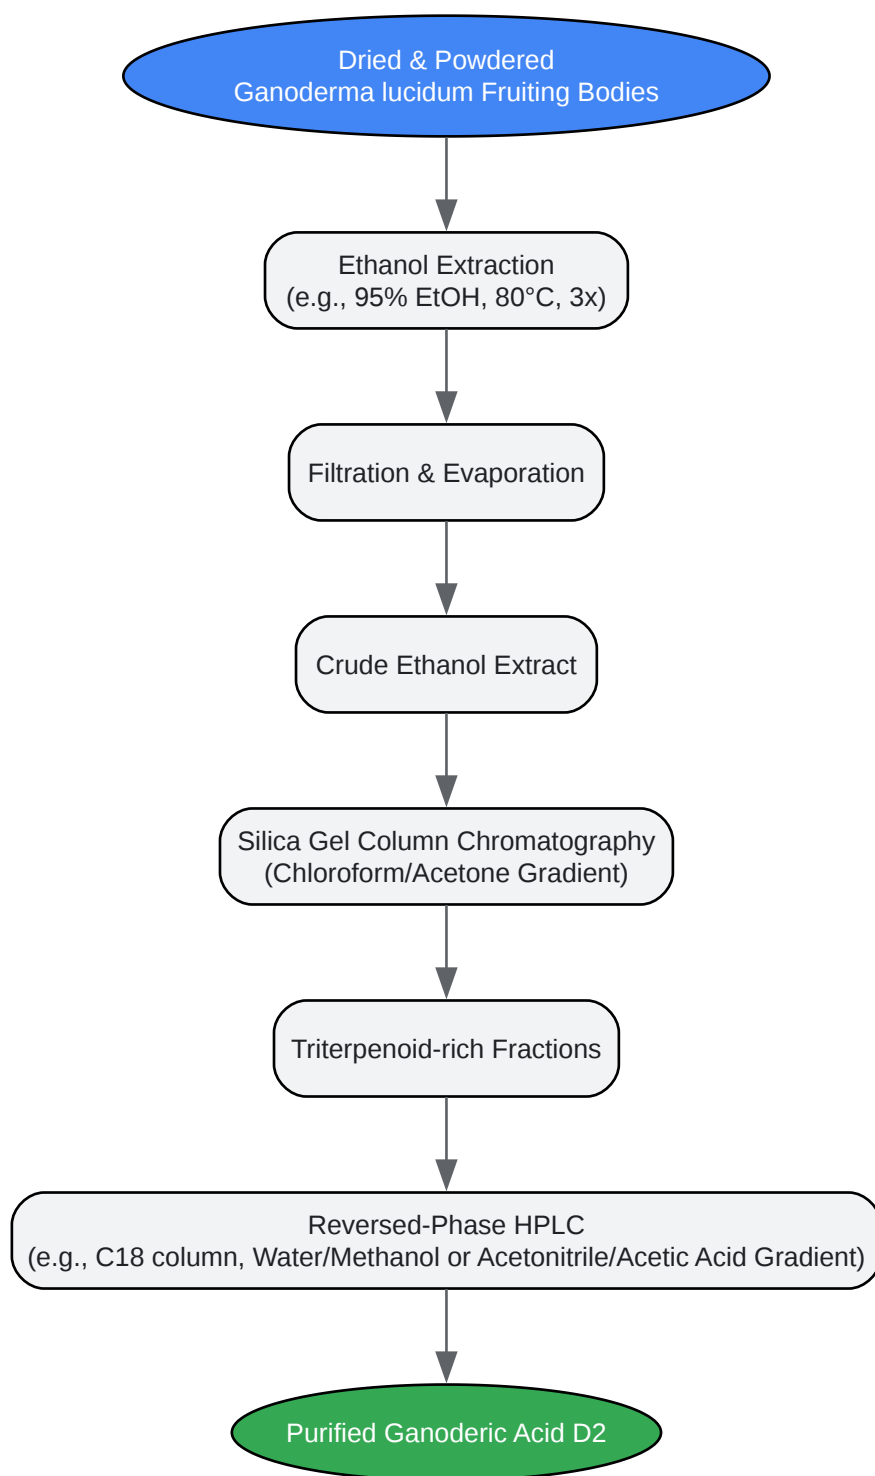 Dried & Powdered
Ganoderma lucidum Fruiting Bodies
Ethanol Extraction
(e.g., 95% EtOH, 80°C, 3x)
Filtration & Evaporation
Crude Ethanol Extract
Silica Gel Column Chromatography
(Chloroform/Acetone Gradient)
Triterpenoid-rich Fractions
Reversed-Phase HPLC
(e.g., C18 column, Water/Methanol or Acetonitrile/Acetic Acid Gradient)
Purified Ganoderic Acid D2